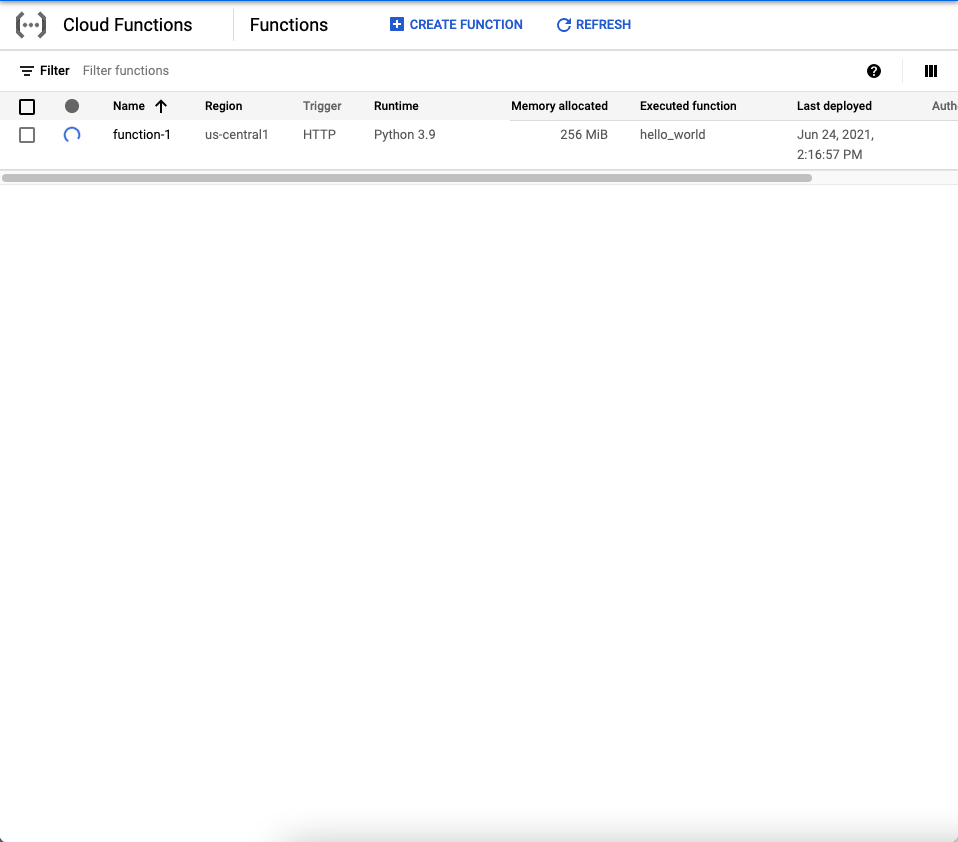 Cloud Functions Functions CREATE FUNCTION REFRESH
Filter Filter functions
Name Region Trigger Runtime Memory allocated Executed function Last deployed Auth
function-1 us-central1 HTTP Python 3.9 256 MiB hello_world Jun 24, 2021,
2:16:57 PM